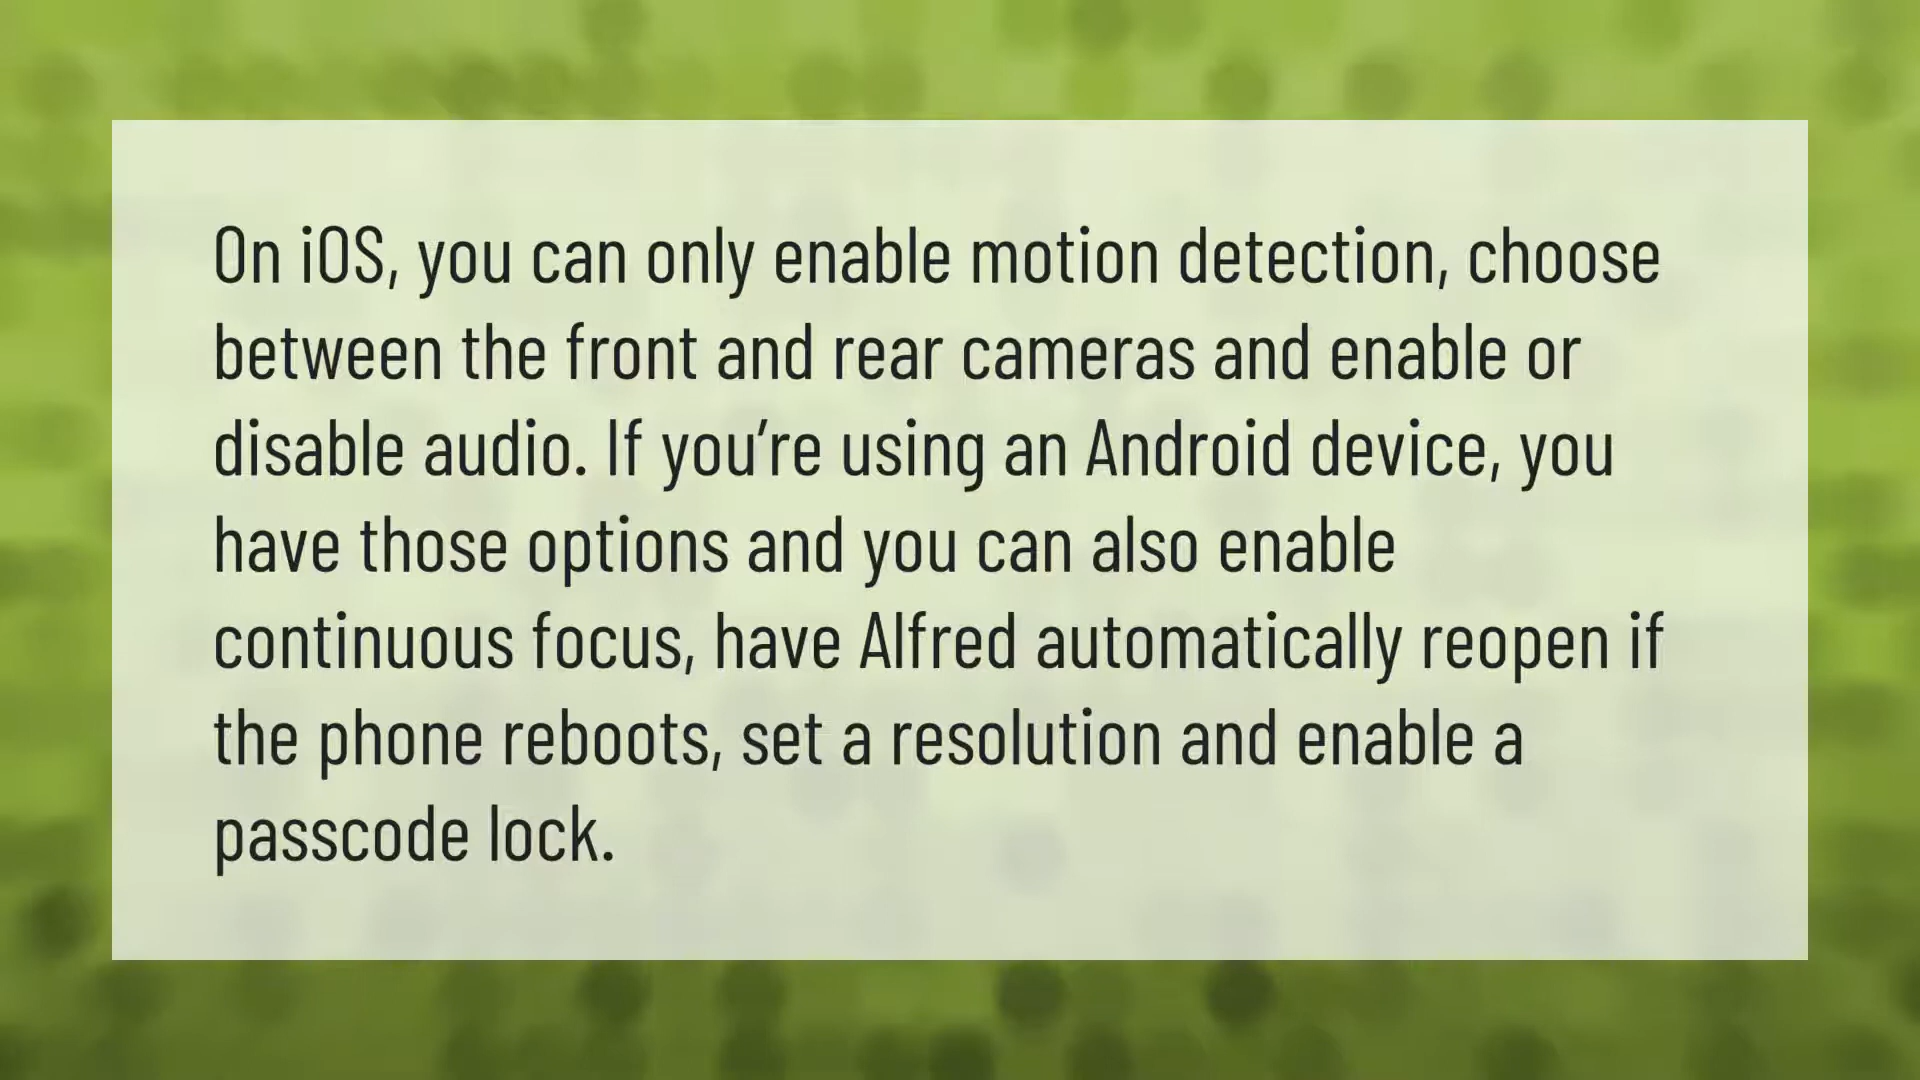 On iOS, you can only enable motion detection, choose
between the front and rear cameras and enable or
disable audio. If you’re using an Android device, you
have those options and you can also enable
continuous focus, have Alfred automatically reopen if
the phone reboots, set a resolution and enable a
passcode lock.